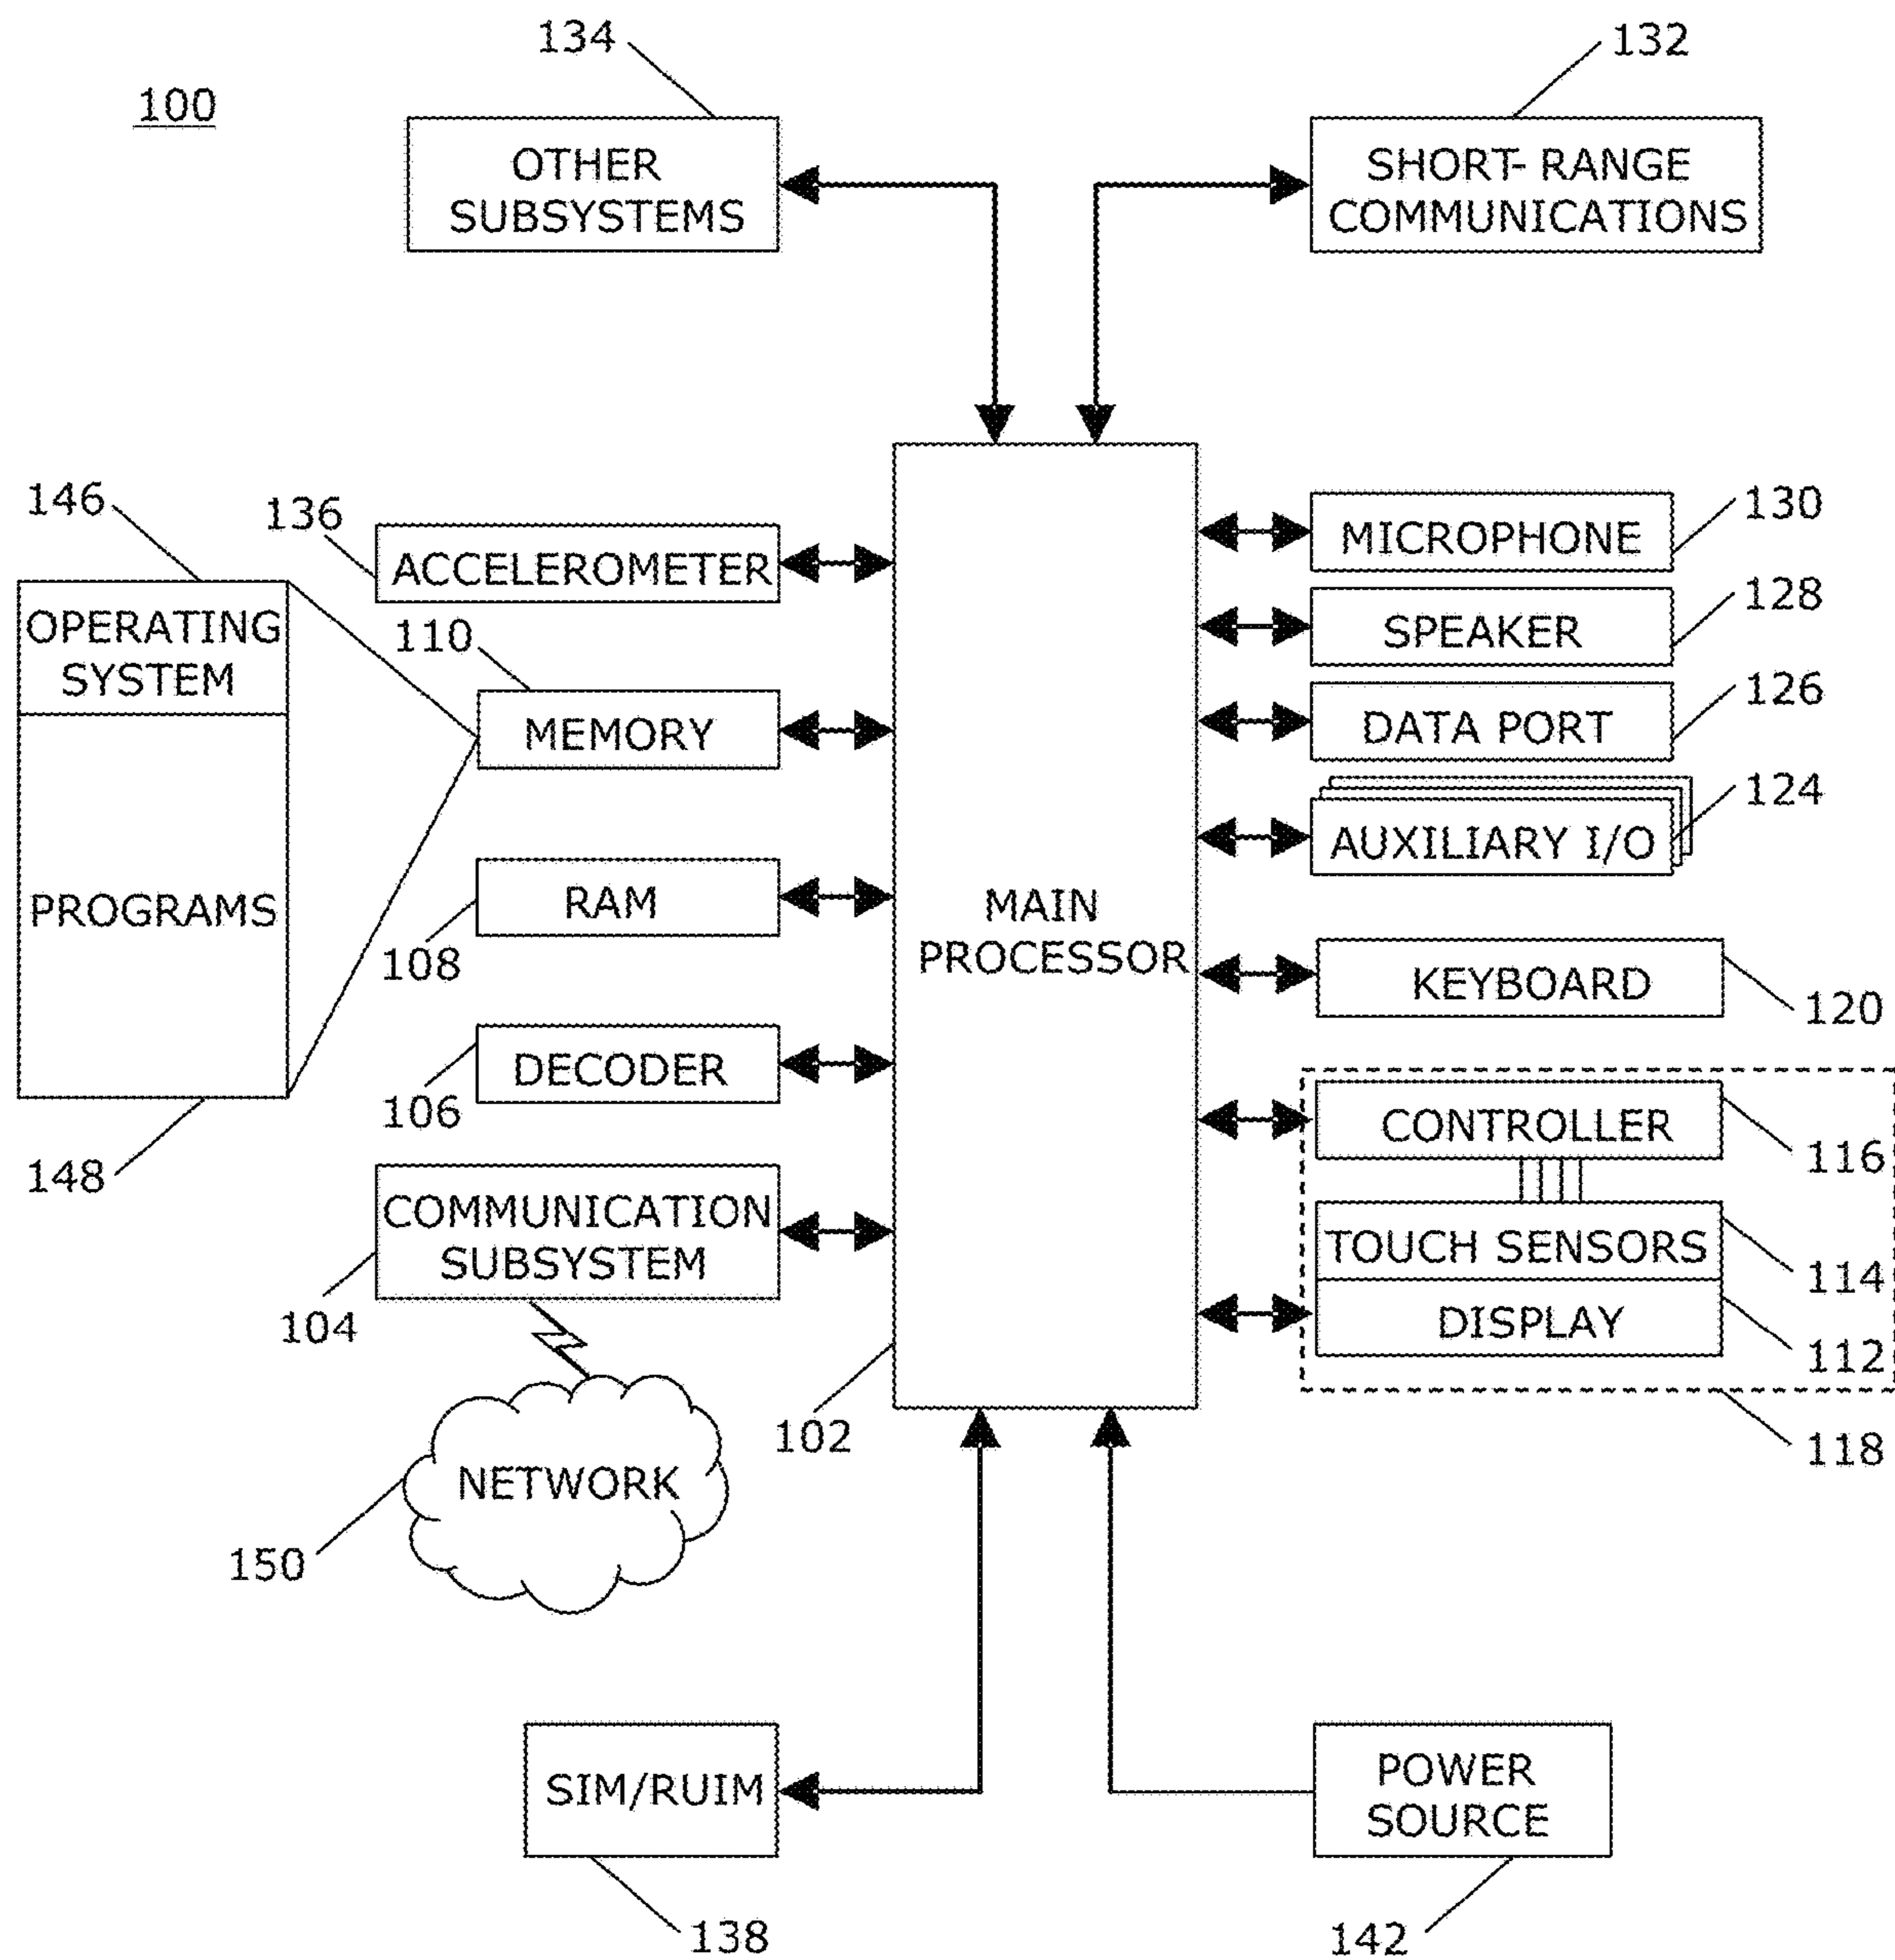 134
132
100
OTHER
SUBSYSTEMS
SHORT-RANGE
COMMUNICATIONS
146
136
ACCELEROMETER
OPERATING
SYSTEM
110
MEMORY
PROGRAMS
RAM
108
DECODER
106
148
COMMUNICATION
SUBSYSTEM
104
NETWORK
150
MAIN
PROCESSOR
102
MICROPHONE
130
SPEAKER
128
DATA PORT
126
AUXILIARY I/O
124
KEYBOARD
120
CONTROLLER
116
TOUCH SENSORS
114
DISPLAY
112
118
SIM/RUIM
138
POWER
SOURCE
142